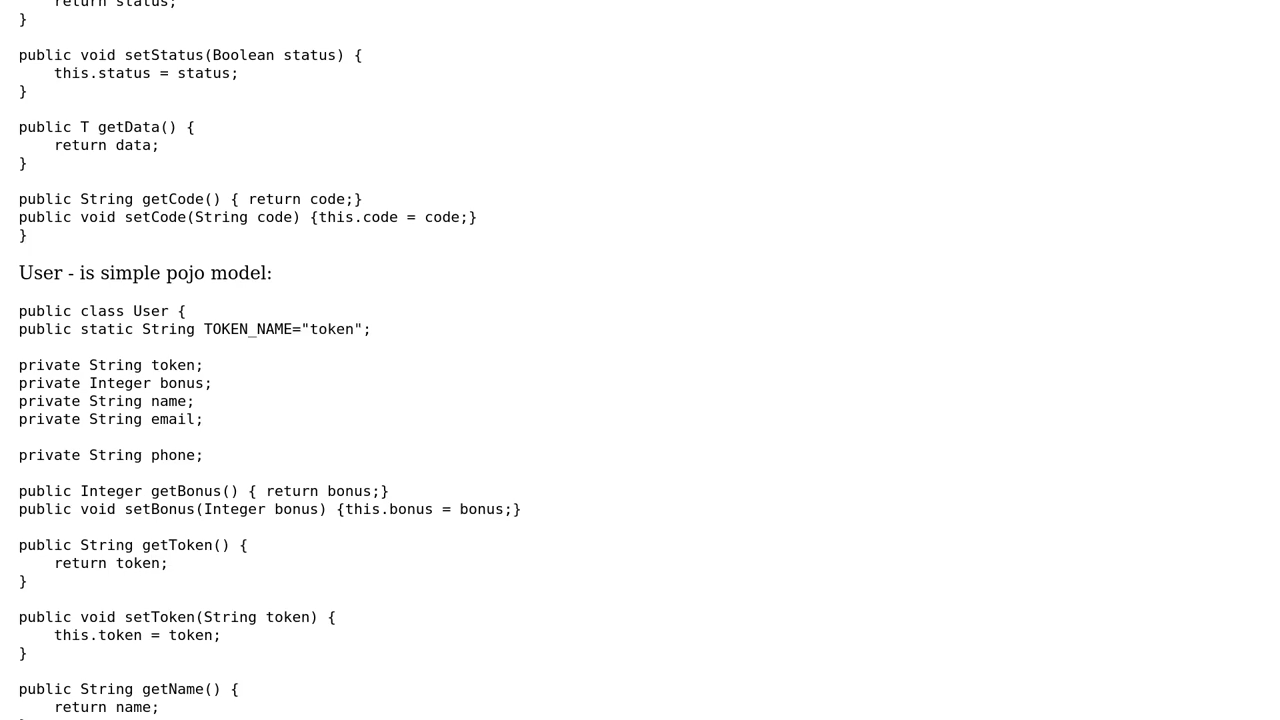 return status;
}
public void setStatus(Boolean status) {
this.status = status;
}
public T getData() {
return data;
}
public String getCode() { return code;}
public void setCode(String code) {this.code = code;}
}
User - is simple pojo model:
public class User {
public static String TOKEN_NAME="token";
private String token;
private Integer bonus;
private String name;
private String email;
private String phone;
public Integer getBonus() { return bonus;}
public void setBonus(Integer bonus) {this.bonus = bonus;}
public String getToken() {
return token;
}
public void setToken(String token) {
this.token = token;
}
public String getName() {
return name;